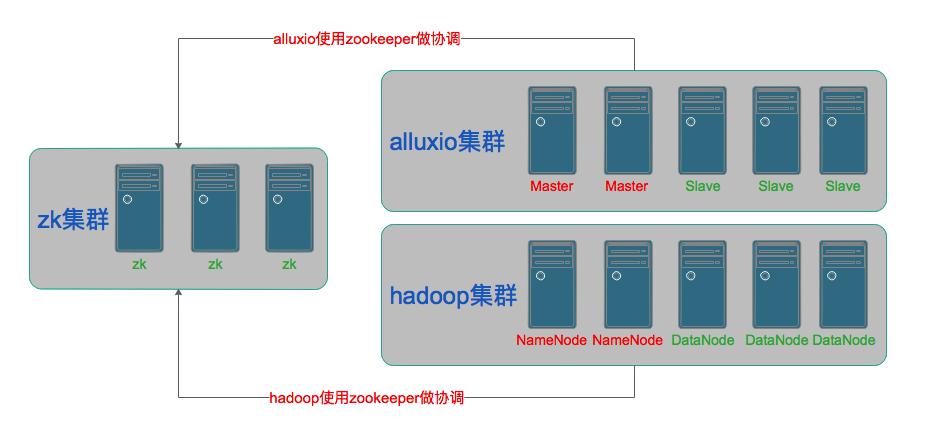 alluxio使用zookeeper做协调
alluxio集群
Master Master Slave Slave Slave
zk集群
zk zk zk
hadoop集群
NameNode NameNode DataNode DataNode DataNode
hadoop使用zookeeper做协调